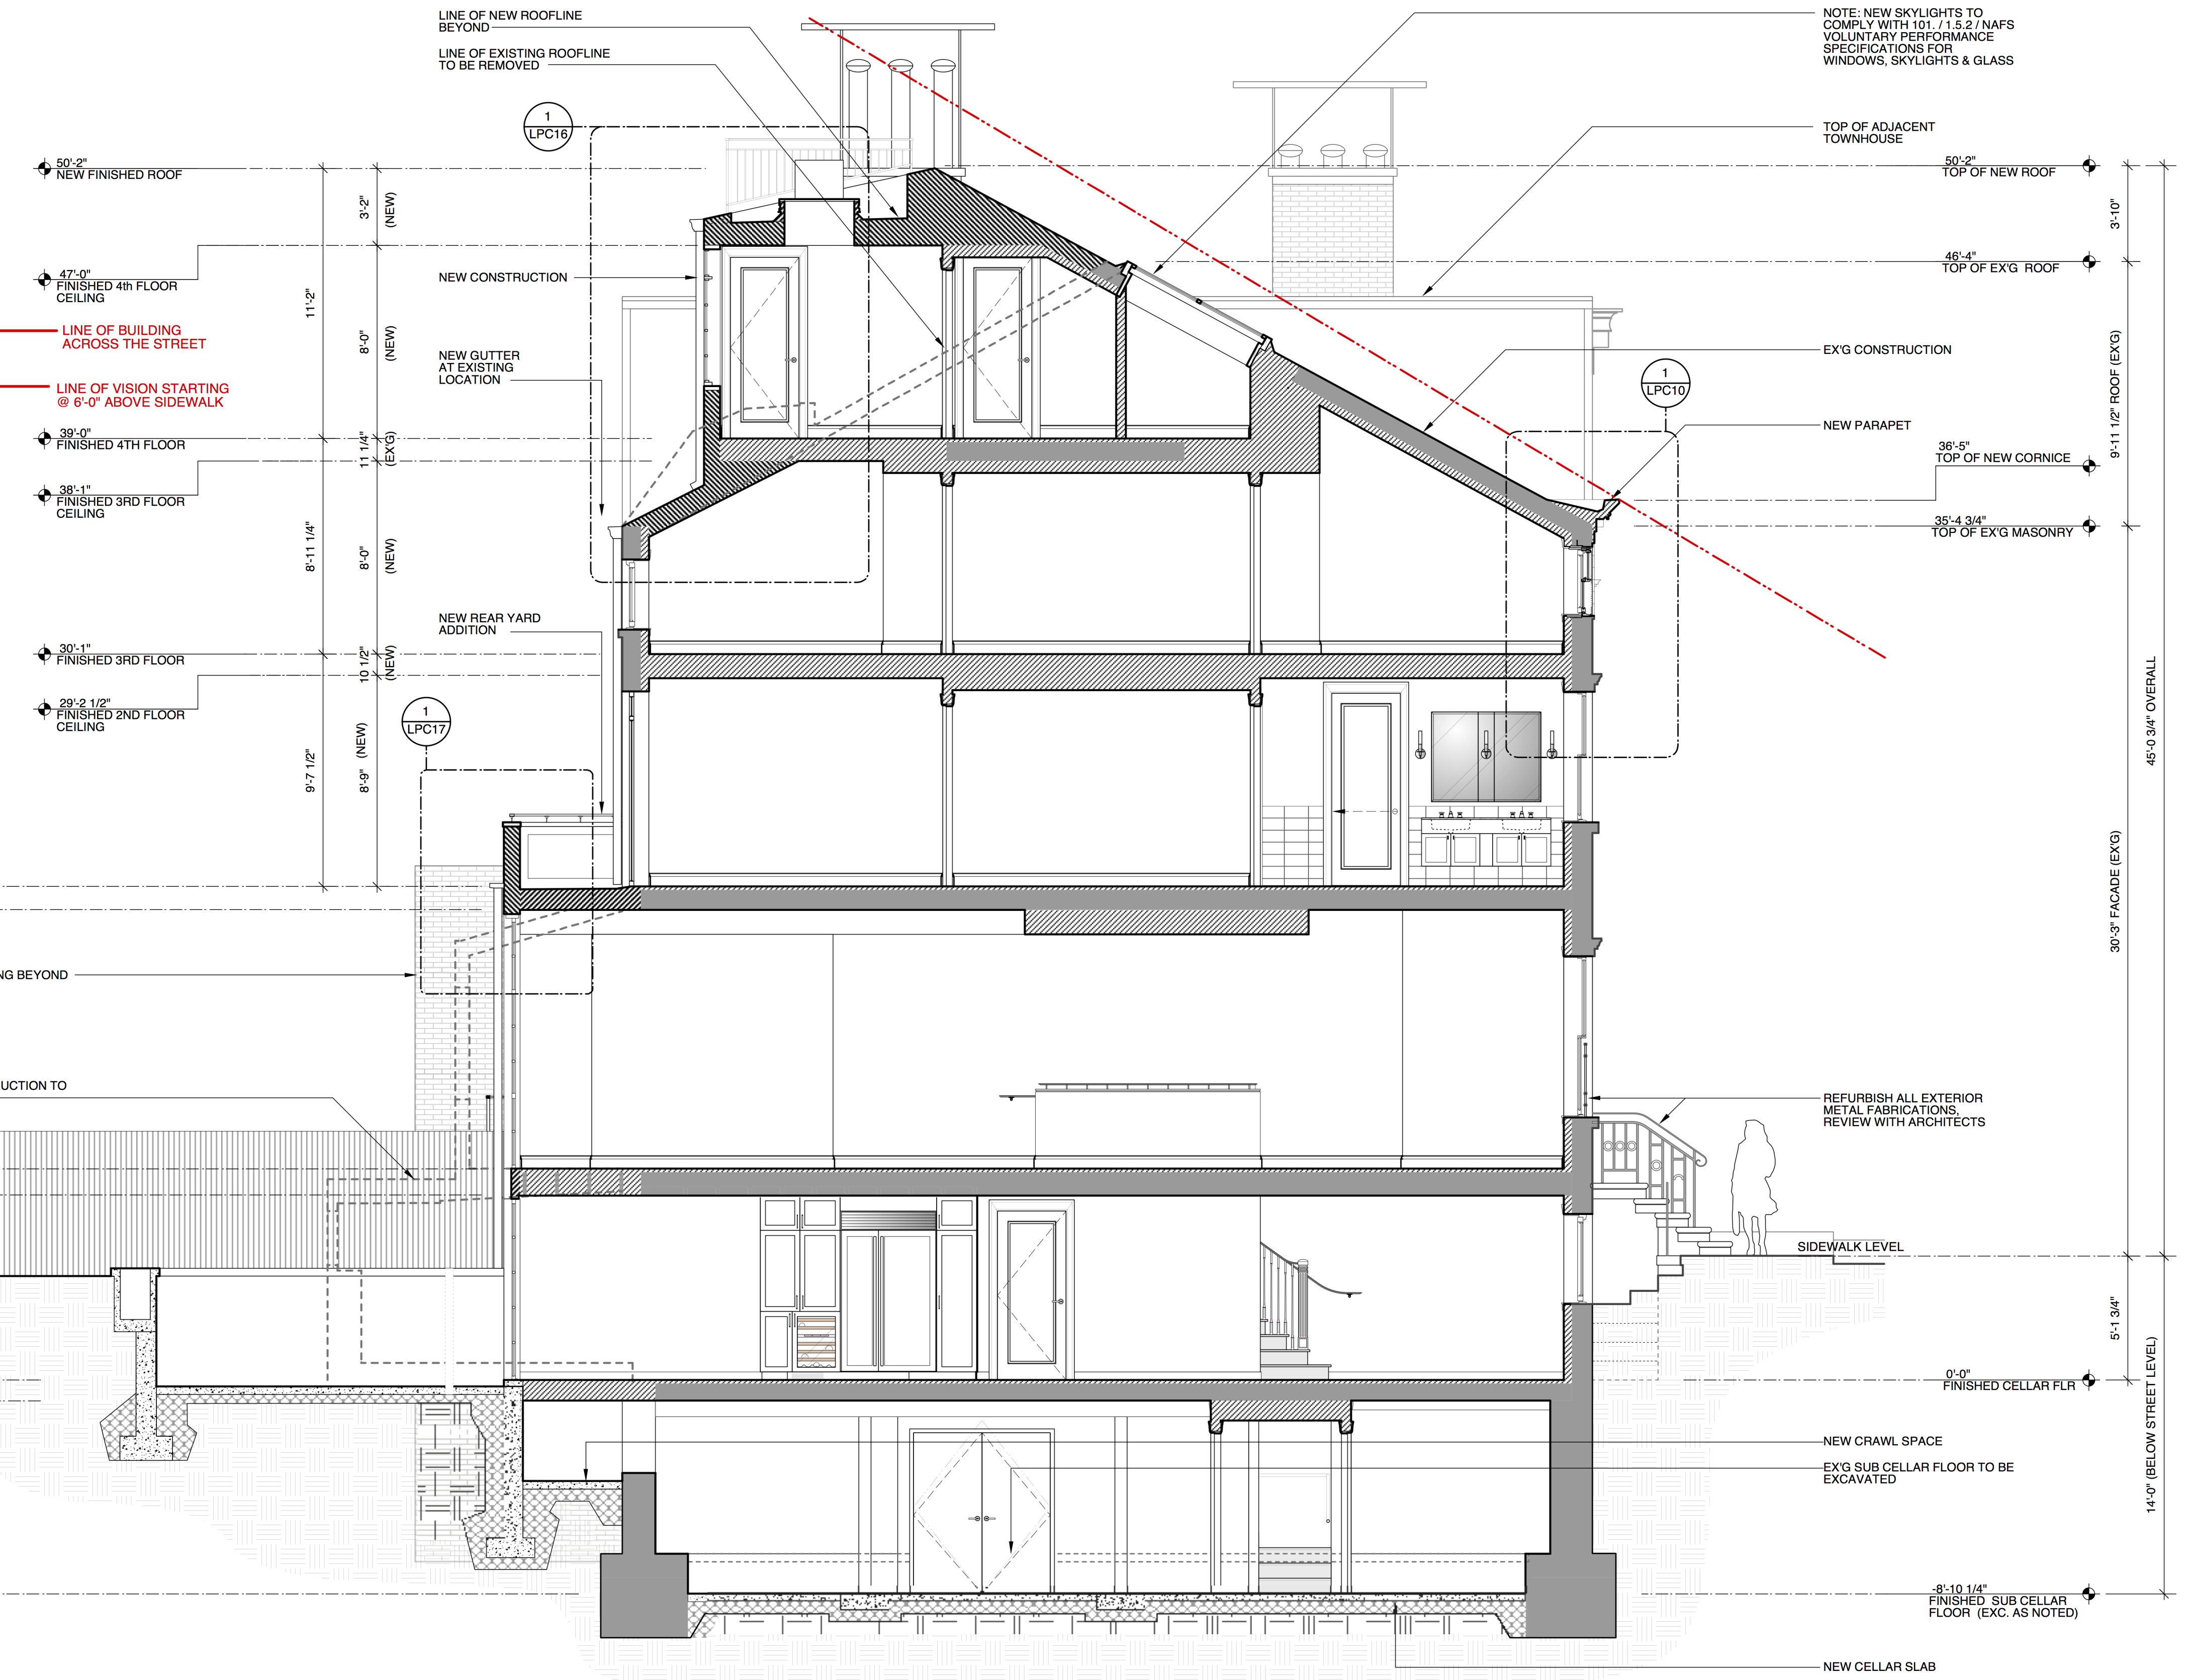 LINE OF NEW ROOFLINE
BEYOND
LINE OF EXISTING ROOFLINE
TO BE REMOVED
NOTE: NEW SKYLIGHTS TO
COMPLY WITH 101. / 1.5.2 / NAFS
VOLUNTARY PERFORMANCE
SPECIFICATIONS FOR
WINDOWS, SKYLIGHTS & GLASS
1
LPC16
TOP OF ADJACENT
TOWNHOUSE
50'-2"
NEW FINISHED ROOF
3'-2"
(NEW)
50'-2"
TOP OF NEW ROOF
3'-10"
47'-0"
FINISHED 4th FLOOR
CEILING
NEW CONSTRUCTION
46'-4"
TOP OF EX'G ROOF
LINE OF BUILDING
ACROSS THE STREET
11'-2"
8'-0"
(NEW)
NEW GUTTER
AT EXISTING
LOCATION
EX'G CONSTRUCTION
LINE OF VISION STARTING
@ 6'-0" ABOVE SIDEWALK
1
LPC10
9'-11 1/2" ROOF (EX'G)
39'-0"
FINISHED 4TH FLOOR
11 1/4"
(EX'G)
NEW PARAPET
36'-5"
TOP OF NEW CORNICE
38'-1"
FINISHED 3RD FLOOR
CEILING
8'-11 1/4"
8'-0"
(NEW)
35'-4 3/4"
TOP OF EX'G MASONRY
NEW REAR YARD
ADDITION
30'-1"
FINISHED 3RD FLOOR
10 1/2"
(NEW)
29'-2 1/2"
FINISHED 2ND FLOOR
CEILING
1
LPC17
9'-7 1/2"
8'-9"
(NEW)
45'-0 3/4" OVERALL
30'-3" FACADE (EX'G)
NG BEYOND
UCTION TO
REFURBISH ALL EXTERIOR
METAL FABRICATIONS,
REVIEW WITH ARCHITECTS
SIDEWALK LEVEL
5'-1 3/4"
0'-0"
FINISHED CELLAR FLR
14'-0" (BELOW STREET LEVEL)
NEW CRAWL SPACE
EX'G SUB CELLAR FLOOR TO BE
EXCAVATED
-8'-10 1/4"
FINISHED SUB CELLAR
FLOOR (EXC. AS NOTED)
NEW CELLAR SLAB